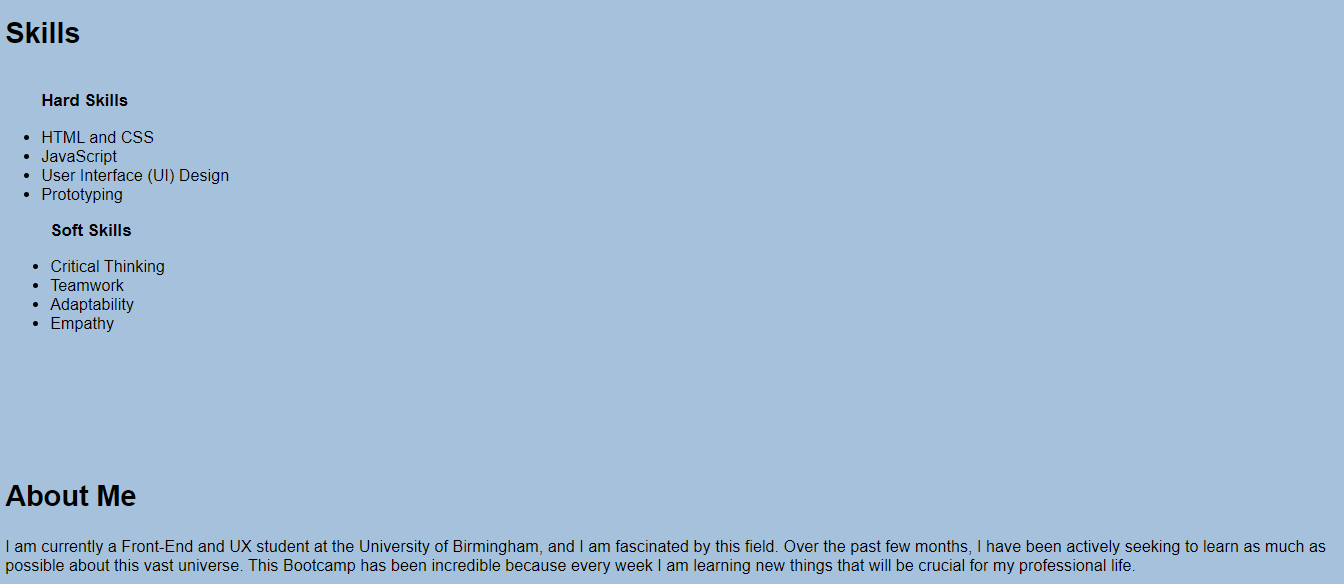 Skills
Hard Skills
HTML and CSS
JavaScript
User Interface (UI) Design
Prototyping
Soft Skills
Critical Thinking
Teamwork
Adaptability
Empathy
About Me
I am currently a Front-End and UX student at the University of Birmingham, and I am fascinated by this field. Over the past few months, I have been actively seeking to learn as much as
possible about this vast universe. This Bootcamp has been incredible because every week I am learning new things that will be crucial for my professional life.